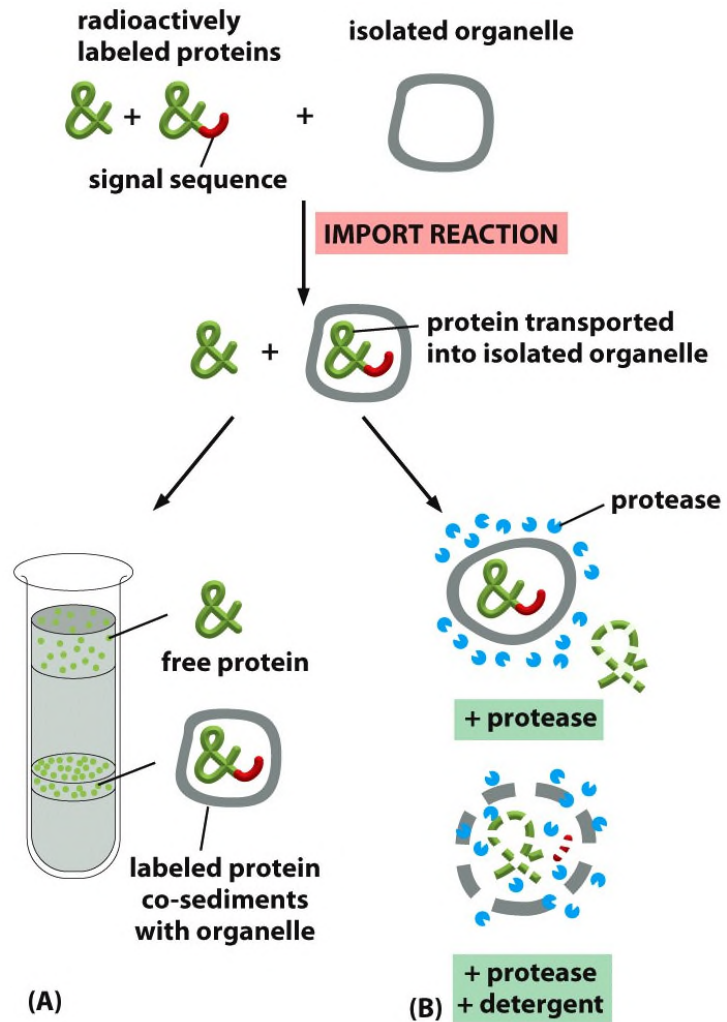 radioactively
labeled proteins
isolated organelle
+
+
signal sequence
IMPORT REACTION
+
protein transported
into isolated organelle
protease
free protein
+ protease
labeled protein
co-sediments
with organelle
+ protease
+ detergent
(A)
(B)